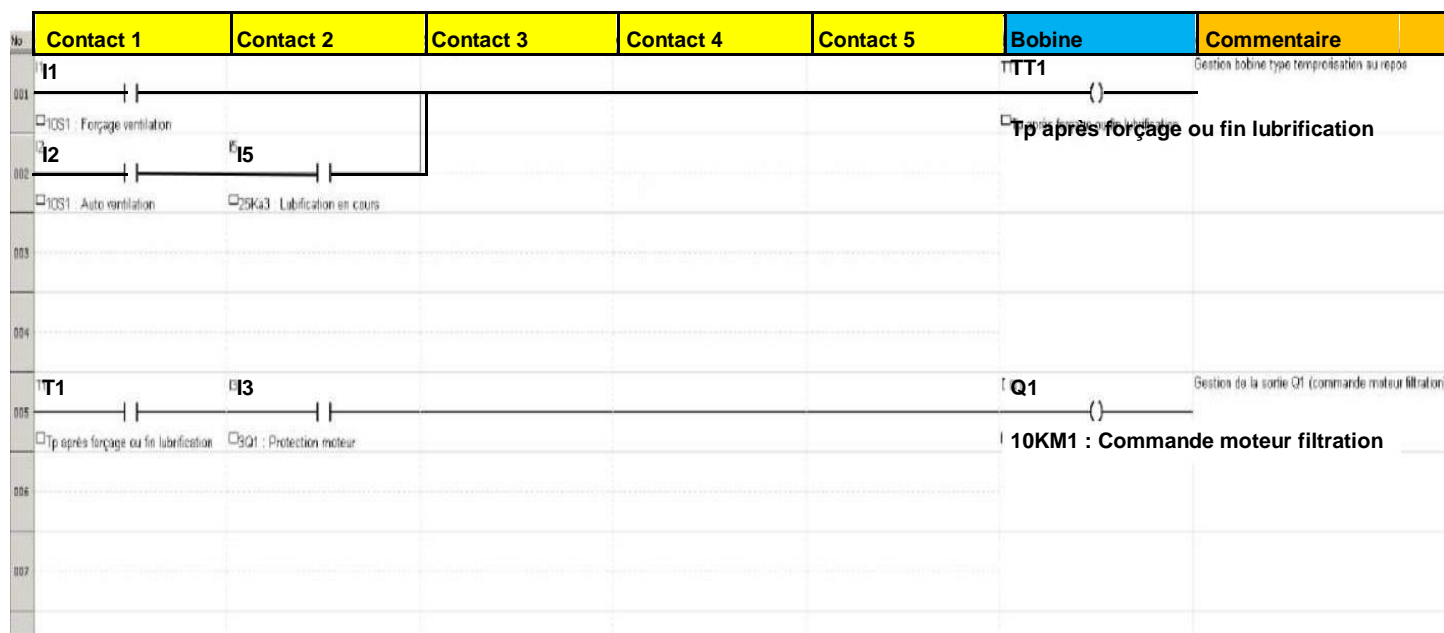 No Contact 1 Contact 2 Contact 3 Contact 4 Contact 5 Bobine Commentaire
I1 TT1 Gestion bobine type temprorisation au repos
001
10S1 : Forçage ventilation Tp après forçage ou fin lubrification
I2 I5
002
10S1 : Auto ventilation 25Ka3 : Lubification en cours
003
004
T1 I3 Q1 Gestion de la sortie Q1 (commande moteur filtration)
005
Tp après forçage ou fin lubrification 3Q1 : Protection moteur 10KM1 : Commande moteur filtration
006
007